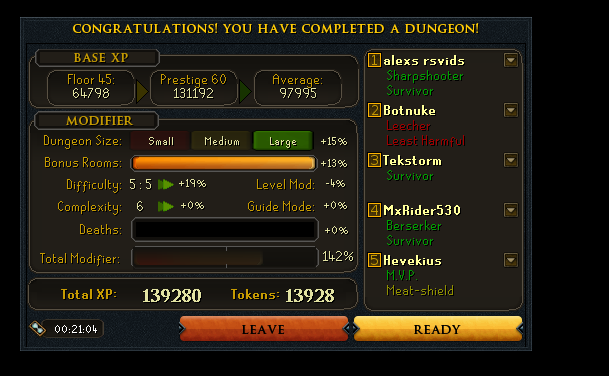 CONGRATULATIONS! YOU HAVE COMPLETED A DUNGEON!
BASE XP
Floor 45: Prestige 60 Average:
64798 131192 97995
MODIFIER
Dungeon Size: Small Medium Large +15%
Bonus Rooms: +13%
Difficulty: 5 : 5 +19% Level Mod: -4%
Complexity: 6 +0% Guide Mode: +0%
Deaths: +0%
Total Modifier: 142%
Total XP: 139280 Tokens: 13928
00:21:04
1 alexs rsvids
Sharpshooter
Survivor
2 Botnuke
Leecher
Least Harmful
3 Tekstorm
Survivor
4 MxRider530
Berserker
Survivor
5 Hevekius
M.V.P.
Meat-shield
LEAVE READY